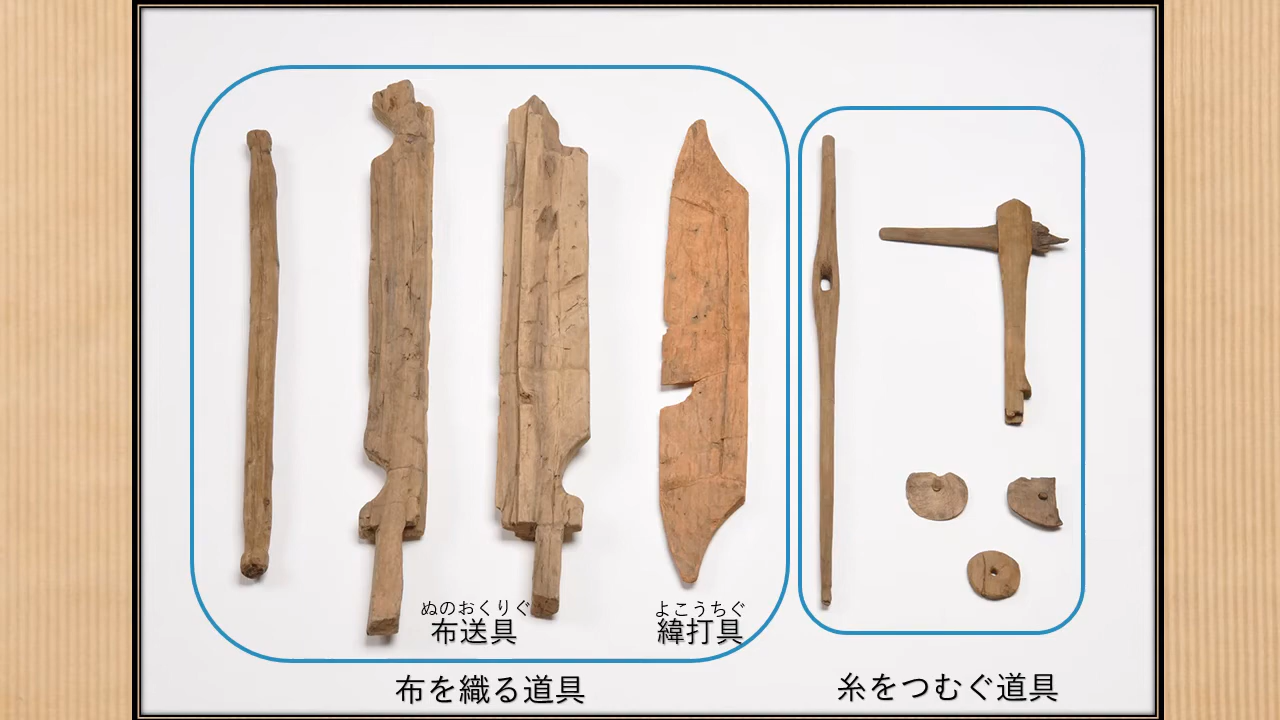 ぬのおくりぐ
布送具
よこうちぐ
緯打具
布を織る道具
糸をつむぐ道具